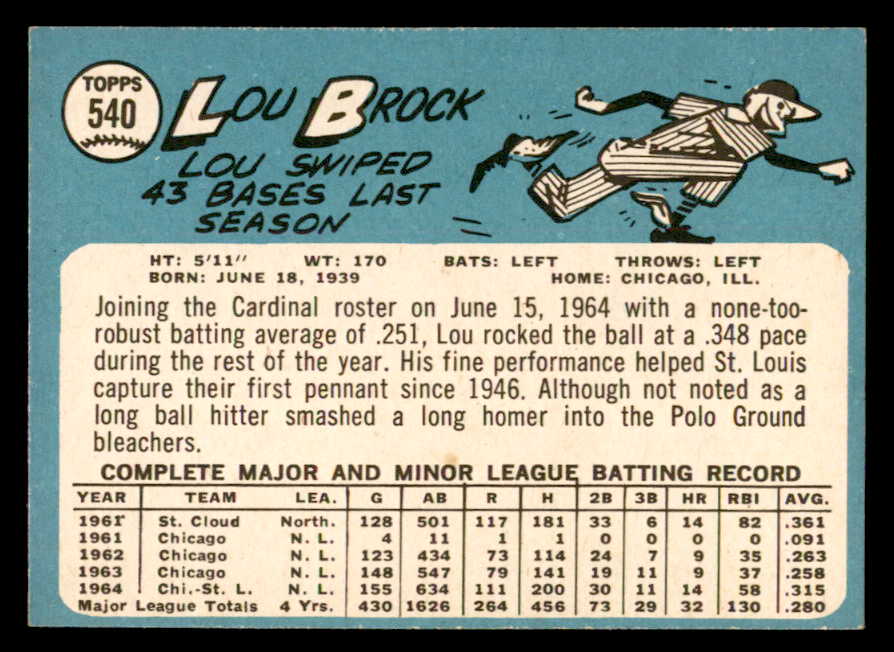 TOPPS
540
LOU BROCK
LOU SWIPED
43 BASES LAST
SEASON
HT: 5'11" WT: 170 BATS: LEFT THROWS: LEFT
BORN: JUNE 18, 1939 HOME: CHICAGO, ILL.
Joining the Cardinal roster on June 15, 1964 with a none-too-
robust batting average of .251, Lou rocked the ball at a .348 pace
during the rest of the year. His fine performance helped St. Louis
capture their first pennant since 1946. Although not noted as a
long ball hitter smashed a long homer into the Polo Ground
bleachers.
COMPLETE MAJOR AND MINOR LEAGUE BATTING RECORD
YEAR TEAM LEA. G AB R H 2B 3B HR RBI AVG.
1961 St. Cloud North. 128 501 117 181 33 6 14 82 .361
1961 Chicago N. L. 4 11 1 1 0 0 0 0 .091
1962 Chicago N. L. 123 434 73 114 24 7 9 35 .263
1963 Chicago N. L. 148 547 79 141 19 11 9 37 .258
1964 Chi.-St. L. N. L. 155 634 111 200 30 11 14 58 .315
Major League Totals 4 Yrs. 430 1626 264 456 73 29 32 130 .280